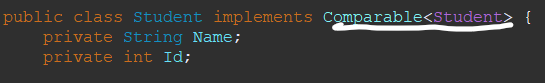 public class Student implements Comparable<Student> {
private String Name;
private int Id;